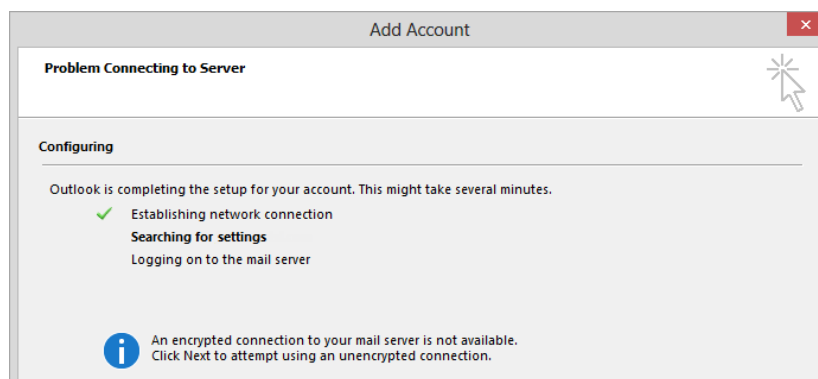 Add Account
Problem Connecting to Server
Configuring
Outlook is completing the setup for your account. This might take several minutes.
Establishing network connection
Searching for settings
Logging on to the mail server
An encrypted connection to your mail server is not available.
Click Next to attempt using an unencrypted connection.